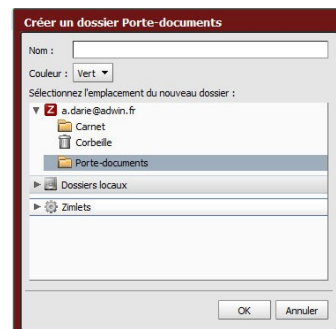 Créer un dossier Porte-documents
Nom :
Couleur : Vert
Sélectionnez l'emplacement du nouveau dossier :
Z a.darie@adwin.fr
Carnet
Corbeille
Porte-documents
Dossiers locaux
Zimlets
OK Annuler